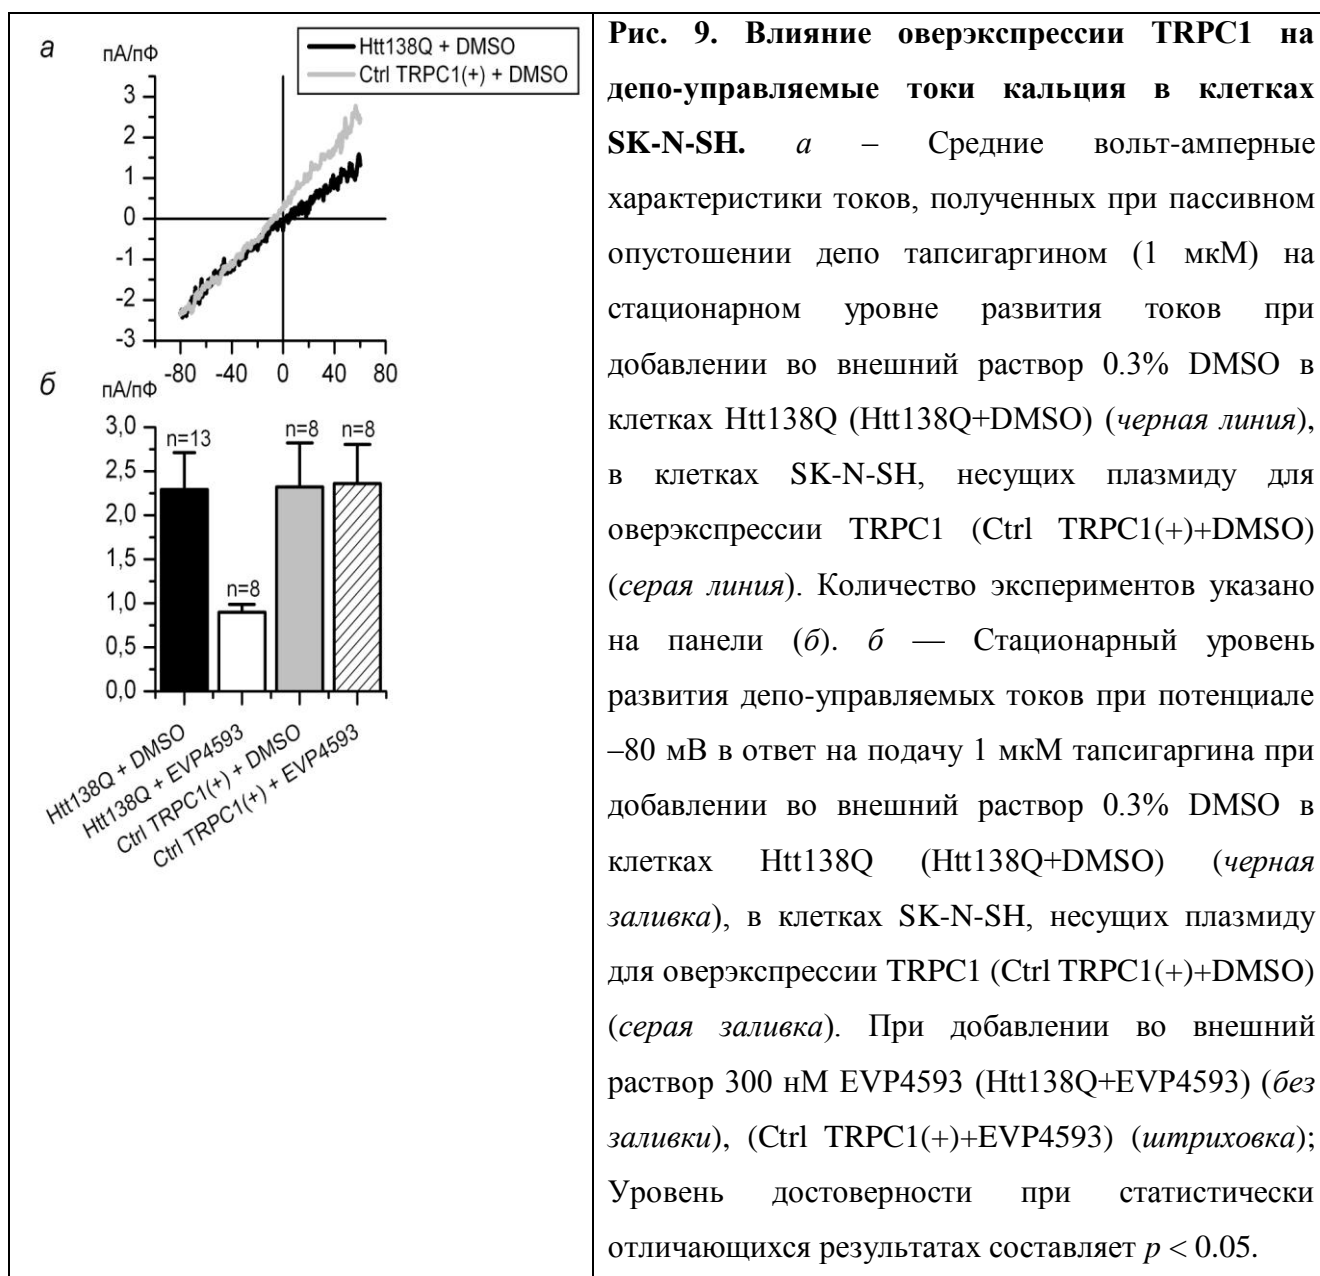 а
пА/пФ
Htt138Q + DMSO
Ctrl TRPC1(+) + DMSO
3
2
1
0
-1
-2
-3
-80 -40 0 40 80
б
пА/пФ
3,0
2,5
2,0
1,5
1,0
0,5
0,0
n=13
n=8
n=8
n=8
Htt138Q + DMSO
Htt138Q + EVP4593
Ctrl TRPC1(+) + DMSO
Ctrl TRPC1(+) + EVP4593
Рис. 9. Влияние оверэкспрессии TRPC1 на
депо-управляемые токи кальция в клетках
SK-N-SH. а – Средние вольт-амперные
характеристики токов, полученных при пассивном
опустошении депо тапсигаргином (1 мкМ) на
стационарном уровне развития токов при
добавлении во внешний раствор 0.3% DMSO в
клетках Htt138Q (Htt138Q+DMSO) (черная линия),
в клетках SK-N-SH, несущих плазмиду для
оверэкспрессии TRPC1 (Ctrl TRPC1(+)+DMSO)
(серая линия). Количество экспериментов указано
на панели (б). б — Стационарный уровень
развития депо-управляемых токов при потенциале
–80 мВ в ответ на подачу 1 мкМ тапсигаргина при
добавлении во внешний раствор 0.3% DMSO в
клетках Htt138Q (Htt138Q+DMSO) (черная
заливка), в клетках SK-N-SH, несущих плазмиду
для оверэкспрессии TRPC1 (Ctrl TRPC1(+)+DMSO)
(серая заливка). При добавлении во внешний
раствор 300 нМ EVP4593 (Htt138Q+EVP4593) (без
заливки), (Ctrl TRPC1(+)+EVP4593) (штриховка);
Уровень достоверности при статистически
отличающихся результатах составляет p < 0.05.